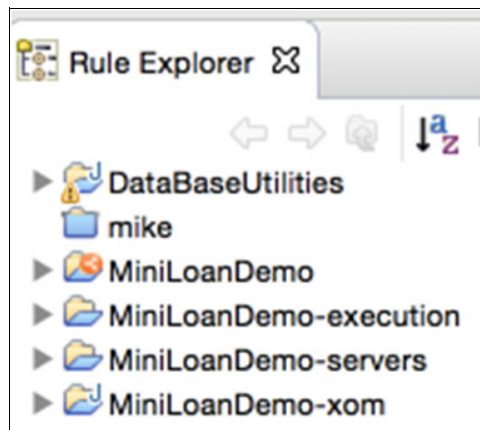 Rule Explorer
DataBaseUtilities
mike
MiniLoanDemo
MiniLoanDemo-execution
MiniLoanDemo-servers
MiniLoanDemo-xom